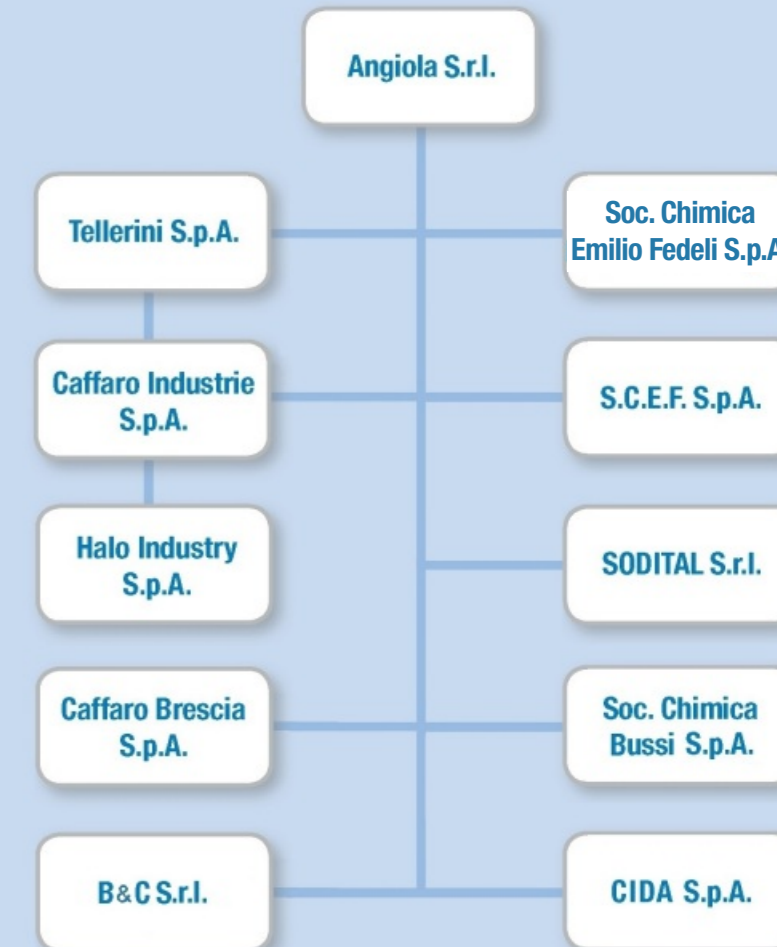 Angiola S.r.l.
Tellerini S.p.A.
Soc. Chimica
Emilio Fedeli S.p.A
Caffaro Industrie
S.p.A.
S.C.E.F. S.p.A.
Halo Industry
S.p.A.
SODITAL S.r.l.
Caffaro Brescia
S.p.A.
Soc. Chimica
Bussi S.p.A.
B&C S.r.l.
CIDA S.p.A.